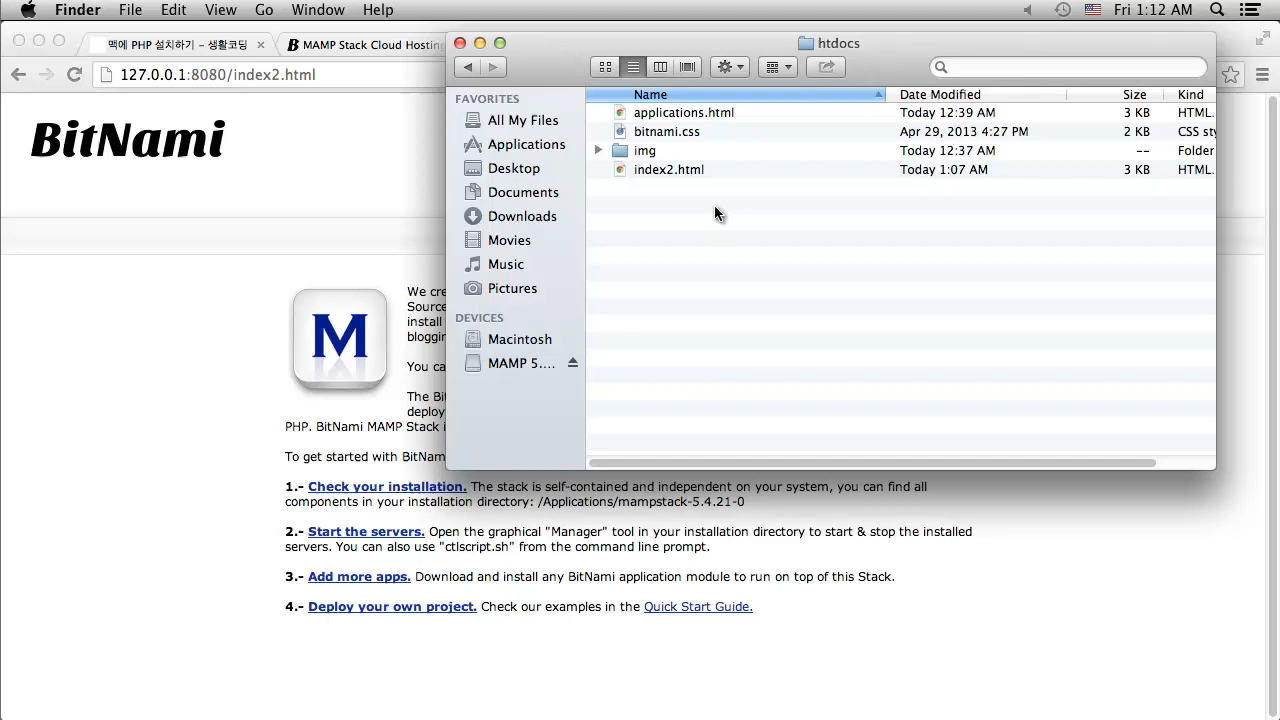 Finder File Edit View Go Window Help Fri 1:12 AM
맥에 PHP 설치하기 – 생활코딩 MAMP Stack Cloud Hosting
127.0.0.1:8080/index2.html
BitNami
htdocs
FAVORITES
All My Files
Applications
Desktop
Documents
Downloads
Movies
Music
Pictures
DEVICES
Macintosh
MAMP 5....
Name Date Modified Size Kind
applications.html Today 12:39 AM 3 KB HTML.
bitnami.css Apr 29, 2013 4:27 PM 2 KB CSS sty
img Today 12:37 AM -- Folder
index2.html Today 1:07 AM 3 KB HTML.
M
We cre
Source
install
bloggin
You ca
The Bi
deploy
PHP. BitNami MAMP Stack i
To get started with BitNam
1.- Check your installation. The stack is self-contained and independent on your system, you can find all
components in your installation directory: /Applications/mampstack-5.4.21-0
2.- Start the servers. Open the graphical "Manager" tool in your installation directory to start & stop the installed
servers. You can also use "ctlscript.sh" from the command line prompt.
3.- Add more apps. Download and install any BitNami application module to run on top of this Stack.
4.- Deploy your own project. Check our examples in the Quick Start Guide.